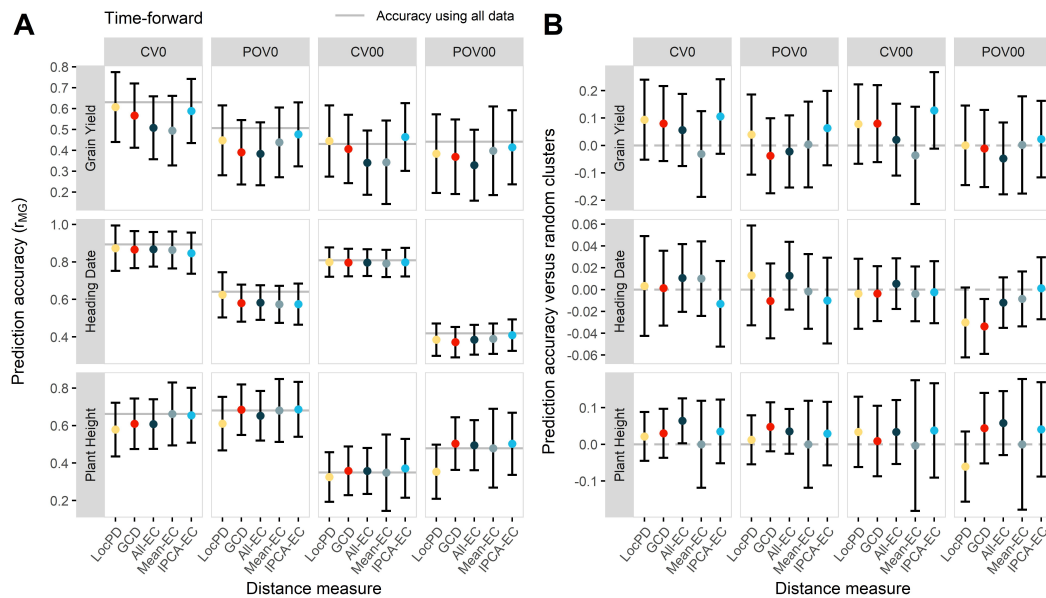 A
Time-forward
Accuracy using all data
B
CV0 POV0 CV00 POV00
CV0 POV0 CV00 POV00
Prediction accuracy (rMG)
Grain Yield
0.8
0.7
0.6
0.5
0.4
0.3
0.2
Heading Date
1.0
0.8
0.6
0.4
Plant Height
0.8
0.6
0.4
0.2
LocPD GCD All-EC Mean-EC IPCA-EC LocPD GCD All-EC Mean-EC IPCA-EC LocPD GCD All-EC Mean-EC IPCA-EC LocPD GCD All-EC Mean-EC IPCA-EC
Distance measure
Prediction accuracy versus random clusters
Grain Yield
0.2
0.1
0.0
-0.1
-0.2
Heading Date
0.06
0.04
0.02
0.00
-0.02
-0.04
-0.06
Plant Height
0.1
0.0
-0.1
LocPD GCD All-EC Mean-EC IPCA-EC LocPD GCD All-EC Mean-EC IPCA-EC LocPD GCD All-EC Mean-EC IPCA-EC LocPD GCD All-EC Mean-EC IPCA-EC
Distance measure